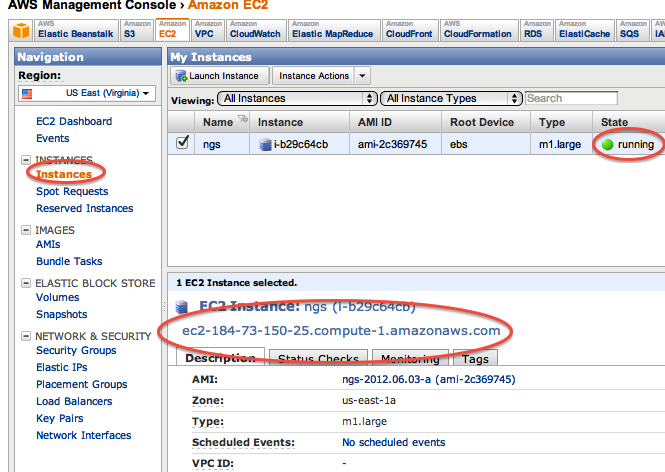 AWS Management Console › Amazon EC2
AWS Elastic Beanstalk
Amazon S3
Amazon EC2
Amazon VPC
Amazon CloudWatch
Amazon Elastic MapReduce
Amazon CloudFront
AWS CloudFormation
Amazon RDS
Amazon ElastiCache
Amazon SQS
Navigation
Region:
US East (Virginia)
EC2 Dashboard
Events
INSTANCES
Instances
Spot Requests
Reserved Instances
IMAGES
AMIs
Bundle Tasks
ELASTIC BLOCK STORE
Volumes
Snapshots
NETWORK & SECURITY
Security Groups
Elastic IPs
Placement Groups
Load Balancers
Key Pairs
Network Interfaces
My Instances
Launch Instance Instance Actions
Viewing: All Instances All Instance Types Search
Name Instance AMI ID Root Device Type State
ngs i-b29c64cb ami-2c369745 ebs m1.large running
1 EC2 Instance selected.
EC2 Instance: ngs (i-b29c64cb)
ec2-184-73-150-25.compute-1.amazonaws.com
Description Status Checks Monitoring Tags
AMI: ngs-2012.06.03-a (ami-2c369745)
Zone: us-east-1a
Type: m1.large
Scheduled Events: No scheduled events
VPC ID: -